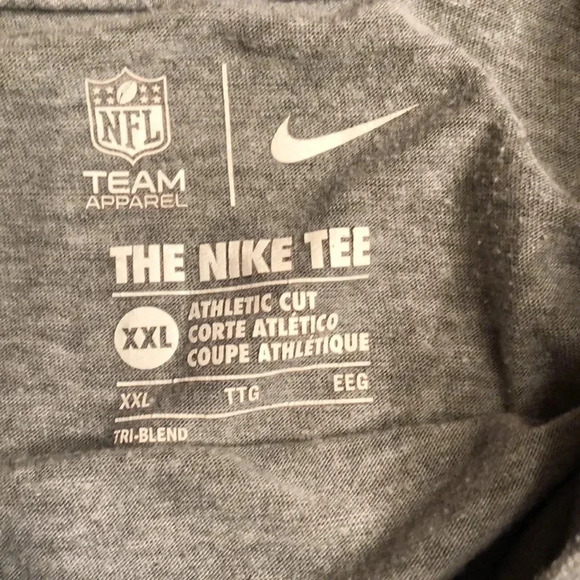 NFL
TEAM
APPAREL
THE NIKE TEE
XXL
ATHLETIC CUT
CORTE ATLÉTICO
COUPE ATHLÉTIQUE
XXL TTG EEG
TRI-BLEND